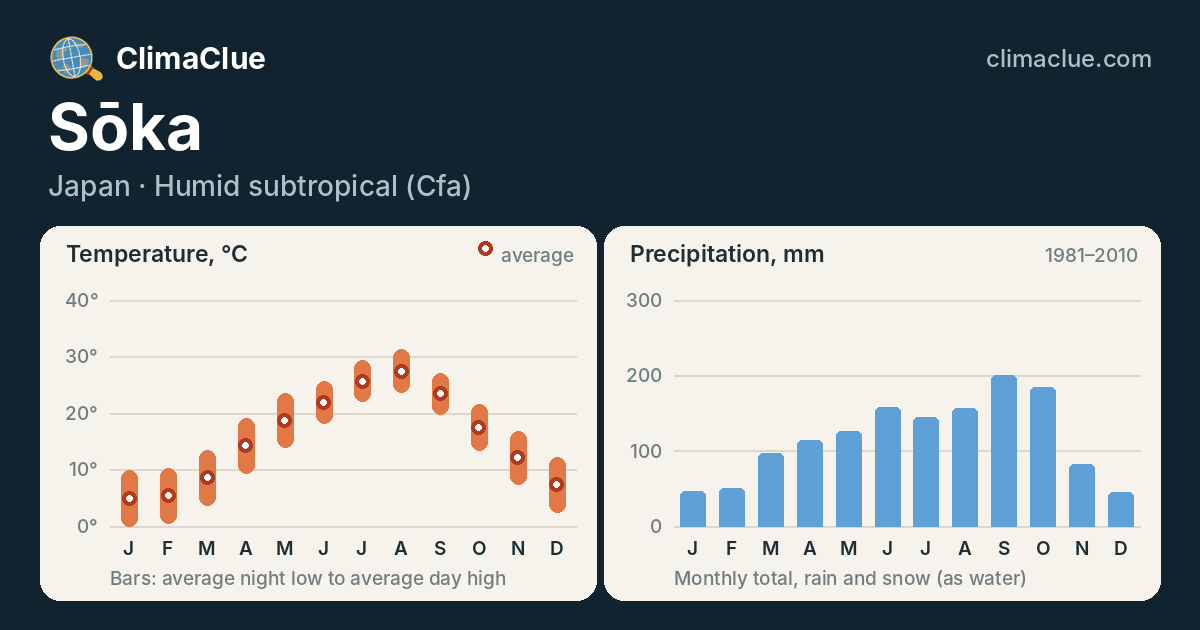 ClimaClue
climaclue.com
Sōka
Japan · Humid subtropical (Cfa)
Temperature, °C
average
40°
30°
20°
10°
0°
J F M A M J J A S O N D
Bars: average night low to average day high
Precipitation, mm
1981–2010
300
200
100
0
J F M A M J J A S O N D
Monthly total, rain and snow (as water)